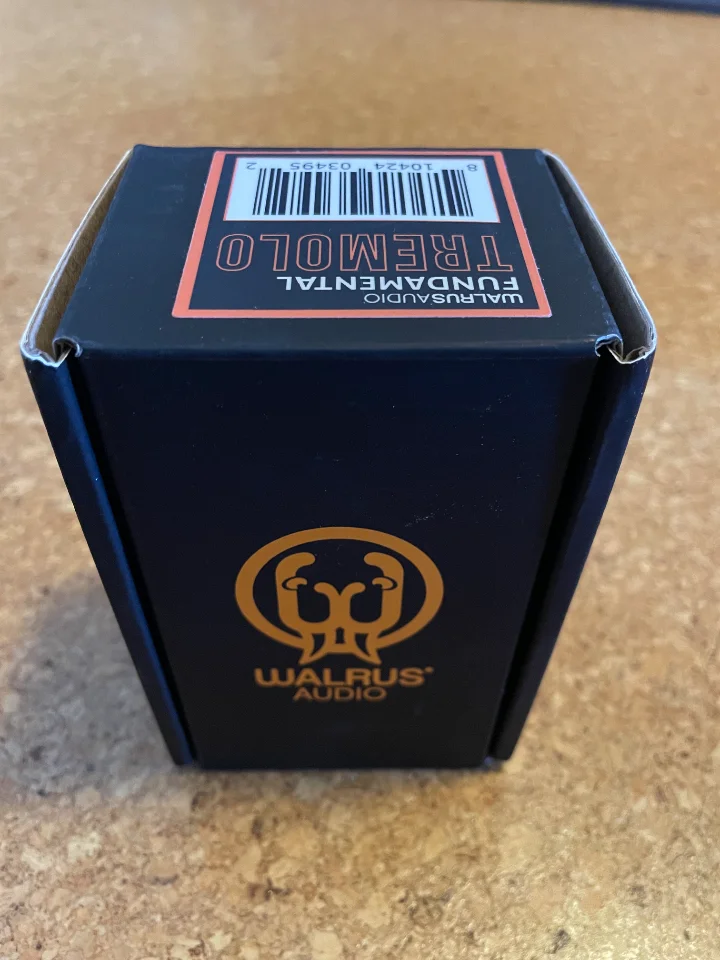 WALRUSAUDIO
FUNDAMENTAL
TREMOLO
8 10424 03495 2
WALRUS
AUDIO